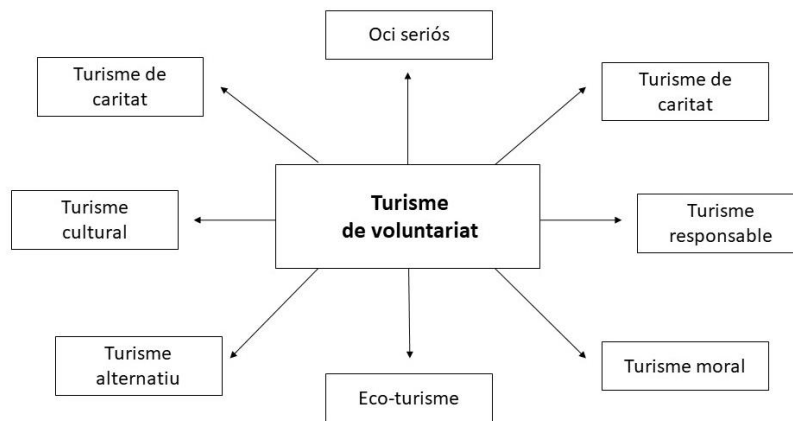 Oci seriós
Turisme de
caritat
Turisme de
caritat
Turisme
cultural
Turisme
de voluntariat
Turisme
responsable
Turisme
alternatiu
Eco-turisme
Turisme moral